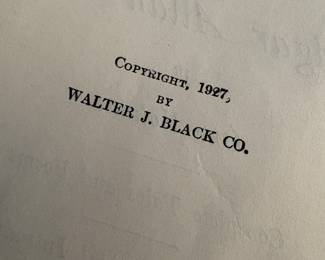 COPYRIGHT, 1927,
BY
WALTER J. BLACK CO.